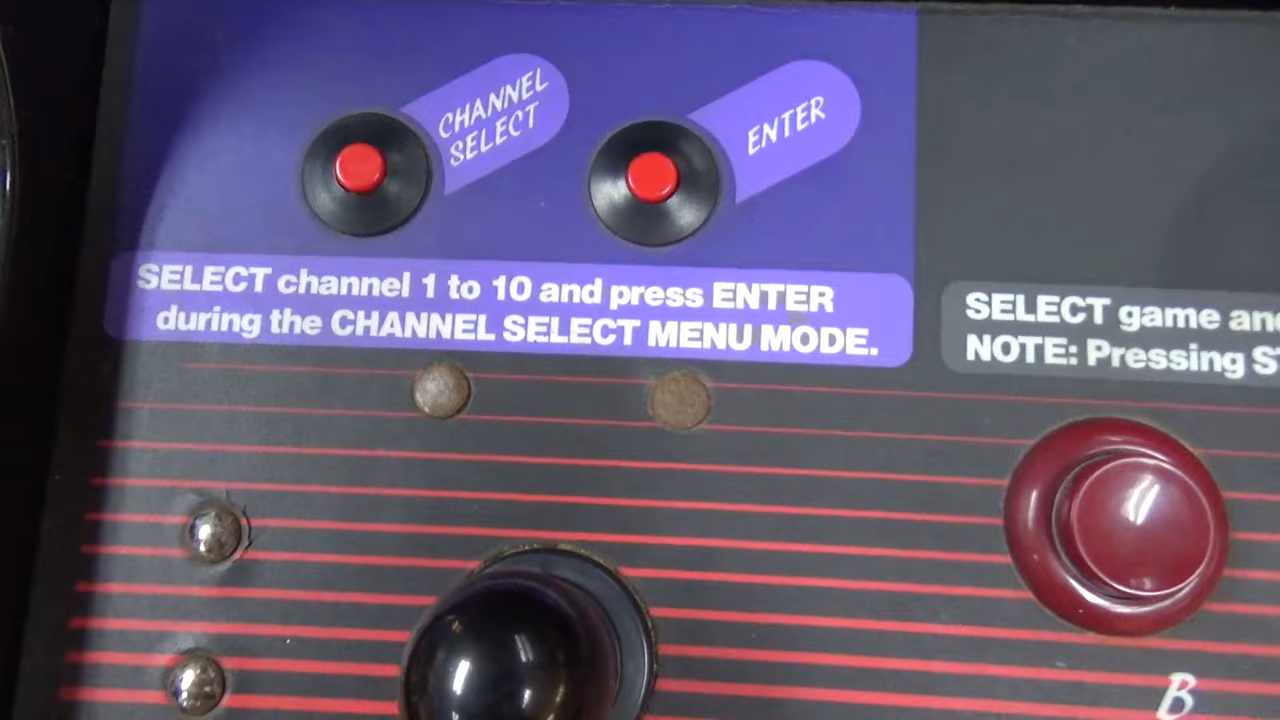 CHANNEL
SELECT
ENTER
SELECT channel 1 to 10 and press ENTER
during the CHANNEL SELECT MENU MODE.
SELECT game and
NOTE: Pressing S
B